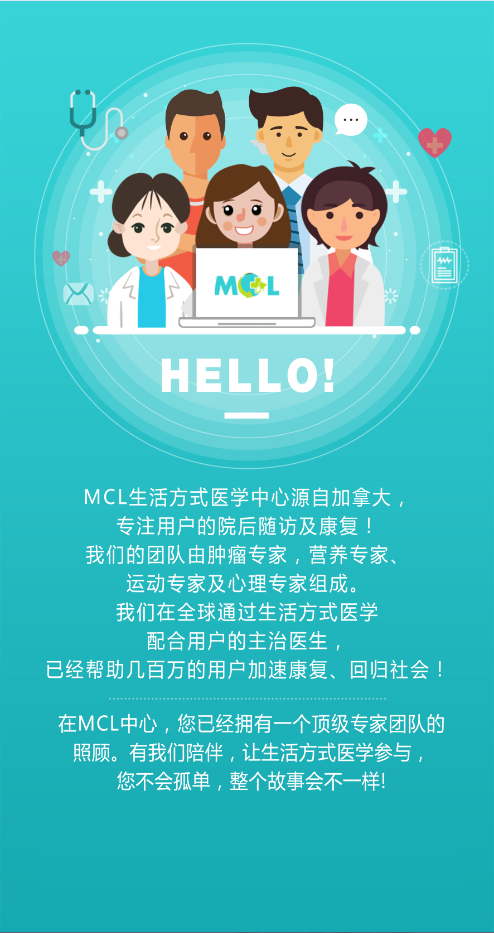 MCL
HELLO!
MCL生活方式医学中心源自加拿大，
专注用户的院后随访及康复！
我们的团队由肿瘤专家，营养专家、
运动专家及心理专家组成。
我们在全球通过生活方式医学
配合用户的主治医生，
已经帮助几百万的用户加速康复、回归社会！
在MCL中心，您已经拥有一个顶级专家团队的
照顾。有我们陪伴，让生活方式医学参与，
您不会孤单，整个故事会不一样!